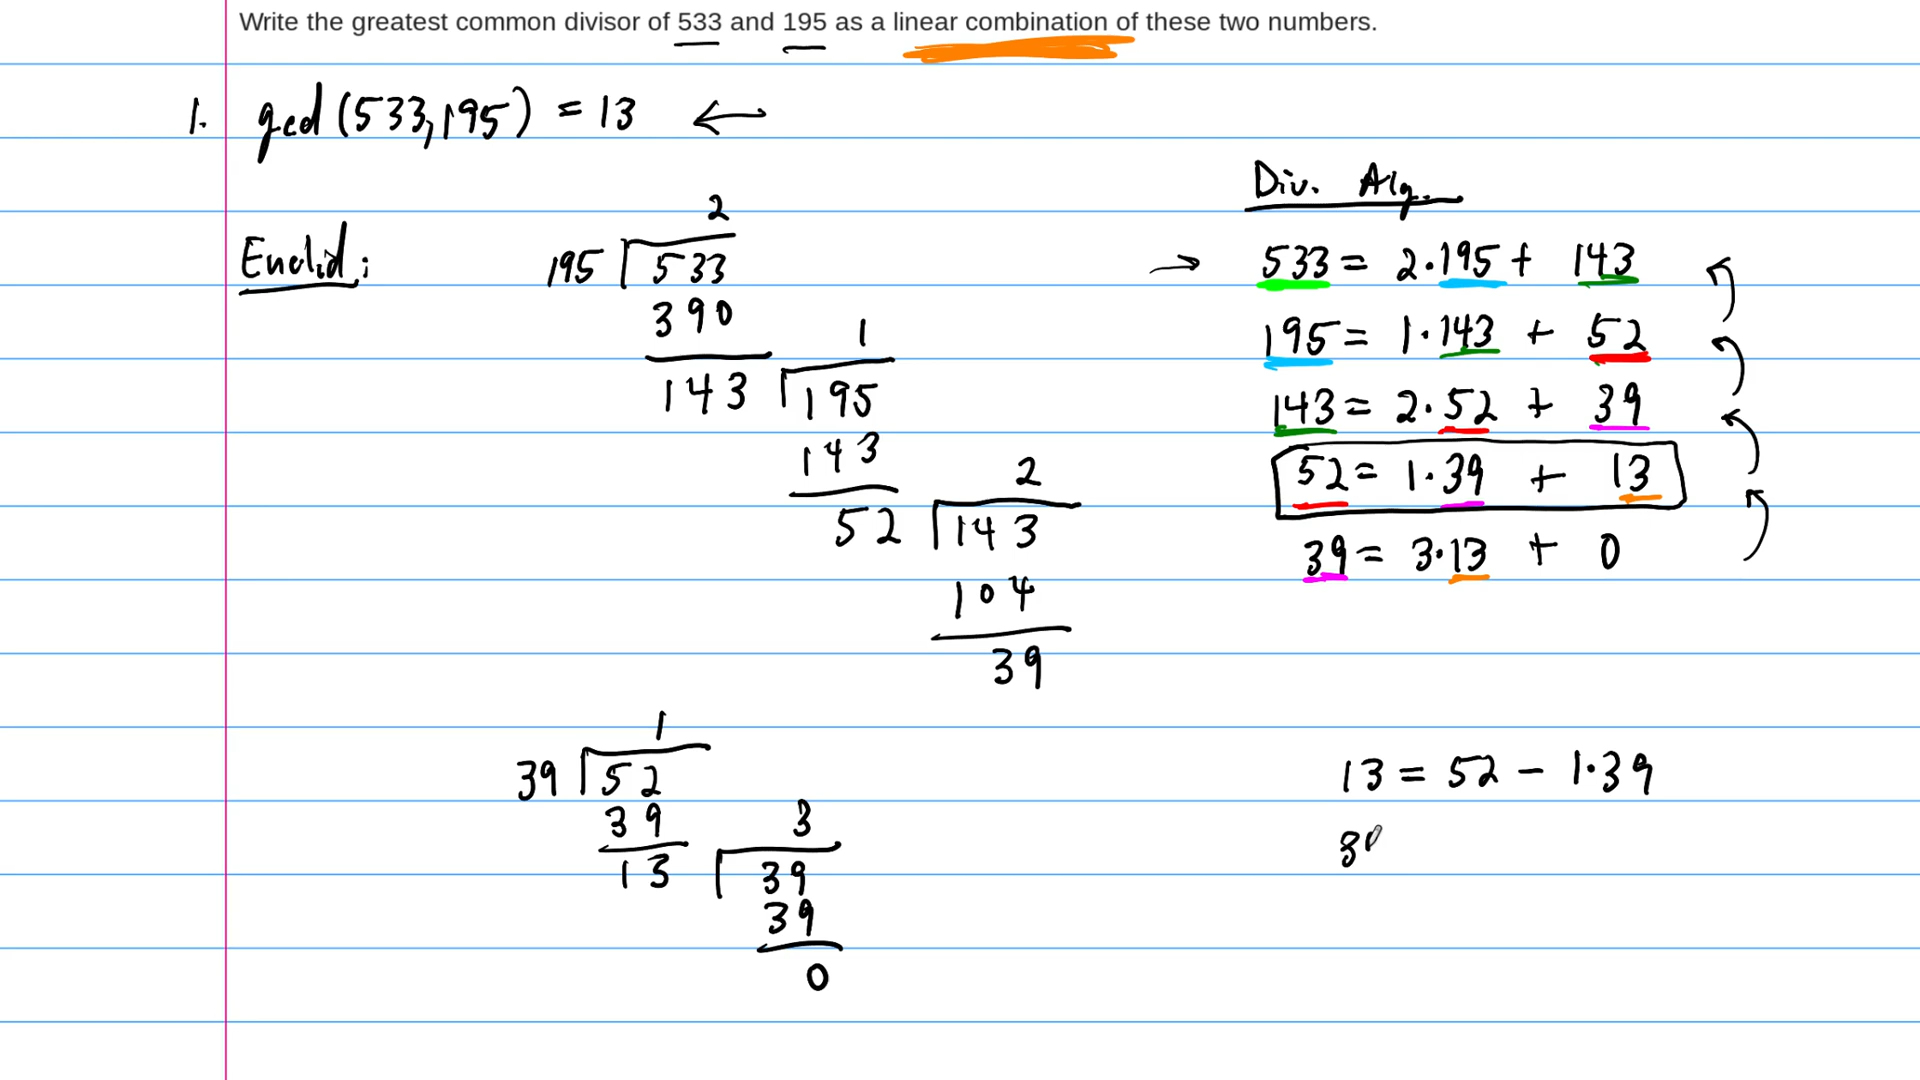 Write the greatest common divisor of 533 and 195 as a linear combination of these two numbers.
1. gcd (533,195) = 13 ←
Euclid:
2
195 533
390
1
143 195
143
2
52 143
104
39
1
39 52
39
3
13 39
39
0
Div. Alg.
→ 533 = 2·195 + 143
195 = 1·143 + 52
143 = 2·52 + 39
52 = 1·39 + 13
39 = 3·13 + 0
13 = 52 - 1·39
3